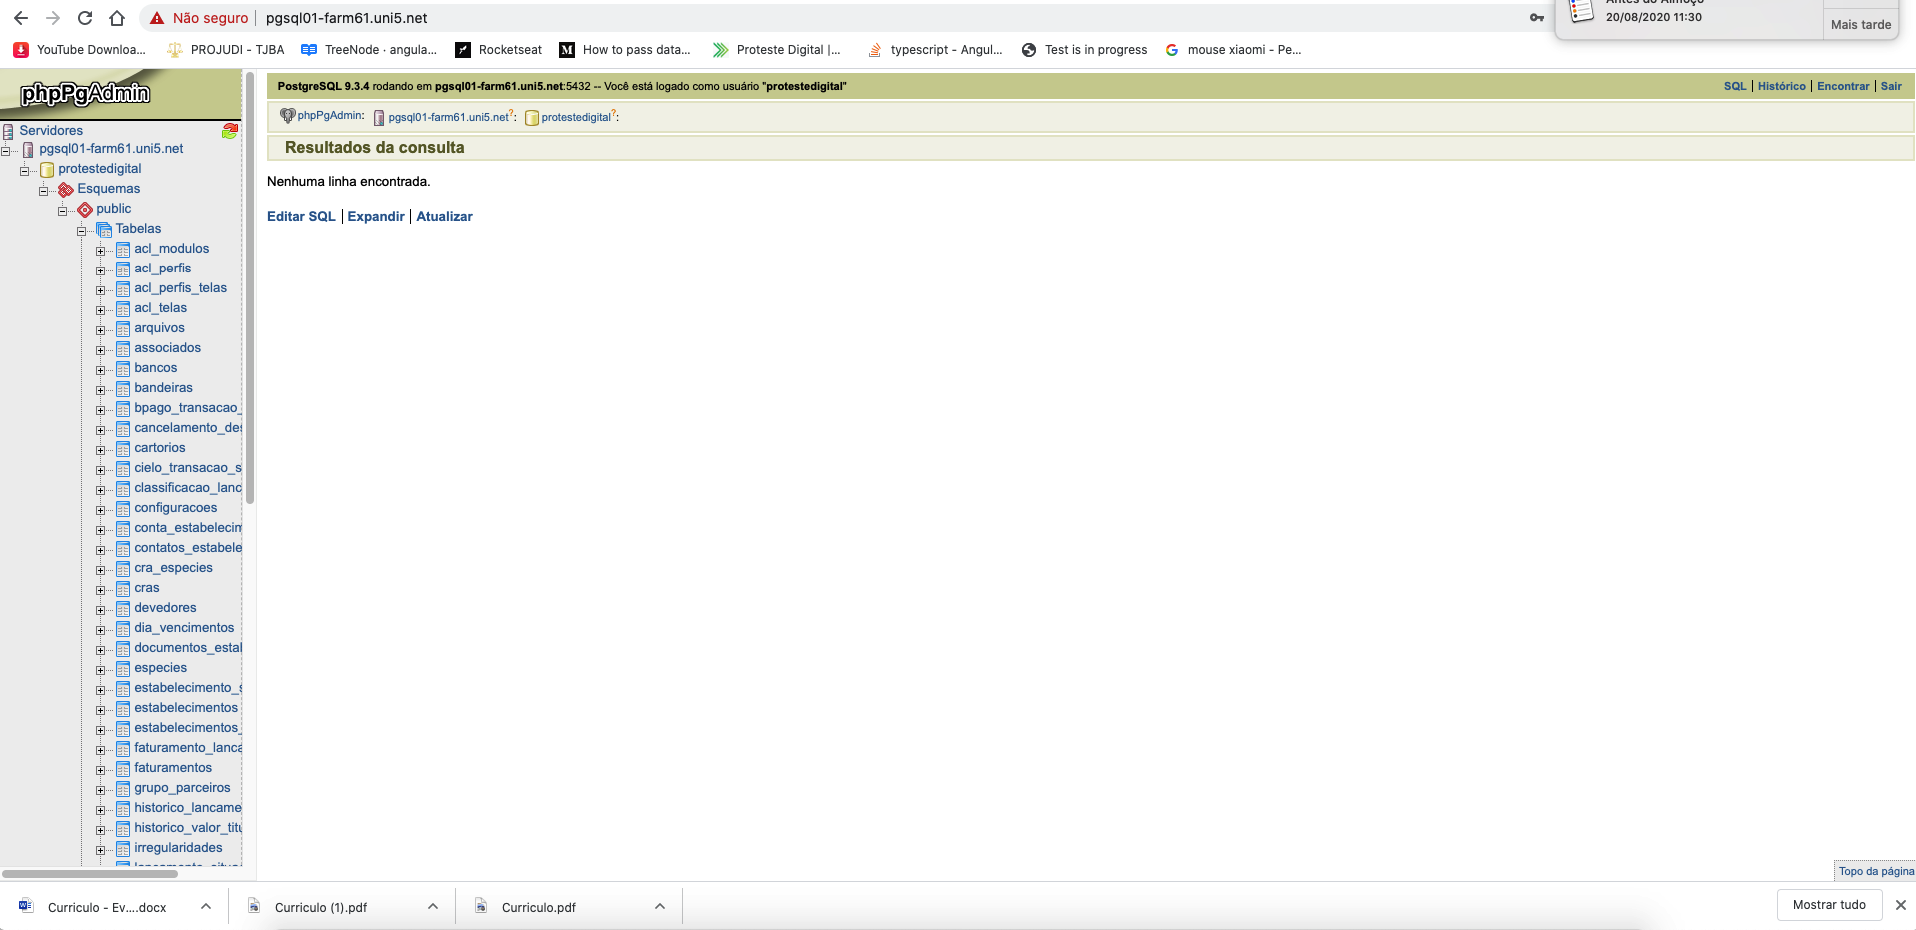 Não seguro
pgsql01-farm61.uni5.net
20/08/2020 11:30
Mais tarde
YouTube Downloa...
PROJUDI - TJBA
TreeNode · angula...
Rocketseat
How to pass data...
Proteste Digital |...
typescript - Angul...
Test is in progress
mouse xiaomi - Pe...
phpPgAdmin
Servidores
pgsql01-farm61.uni5.net
protestedigital
Esquemas
public
Tabelas
acl_modulos
acl_perfis
acl_perfis_telas
acl_telas
arquivos
associados
bancos
bandeiras
bpago_transacao_
cancelamento_des
cartorios
cielo_transacao_s
classificacao_lanc
configuracoes
conta_estabelecim
contatos_estabele
cra_especies
cras
devedores
dia_vencimentos
documentos_estal
especies
estabelecimento_s
estabelecimentos
estabelecimentos_
faturamento_lanca
faturamentos
grupo_parceiros
historico_lancame
historico_valor_titu
irregularidades
PostgreSQL 9.3.4 rodando em pgsql01-farm61.uni5.net:5432 -- Você está logado como usuário "protestedigital"
SQL | Histórico | Encontrar | Sair
phpPgAdmin: pgsql01-farm61.uni5.net?: protestedigital?:
Resultados da consulta
Nenhuma linha encontrada.
Editar SQL | Expandir | Atualizar
Topo da página
Curriculo - Ev....docx
Curriculo (1).pdf
Curriculo.pdf
Mostrar tudo